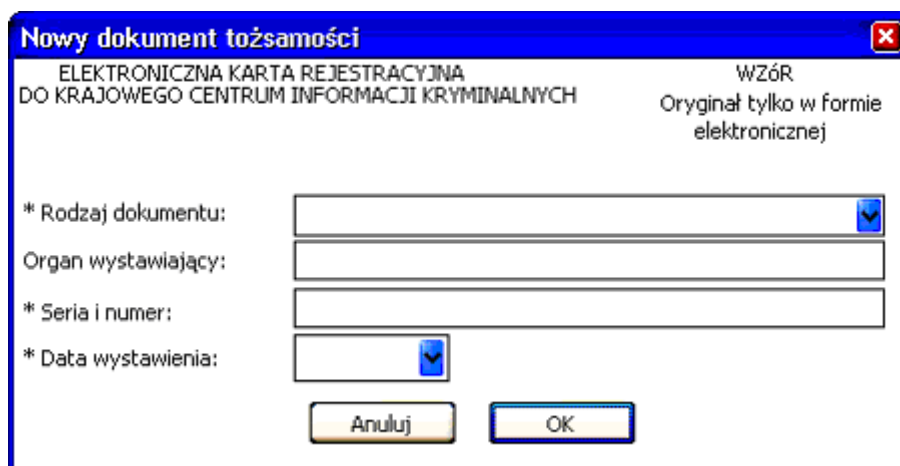 Nowy dokument tożsamości
ELEKTRONICZNA KARTA REJESTRACYJNA
DO KRAJOWEGO CENTRUM INFORMACJI KRYMINALNYCH
WZóR
Oryginał tylko w formie
elektronicznej
* Rodzaj dokumentu:
Organ wystawiający:
* Seria i numer:
* Data wystawienia:
Anuluj
OK